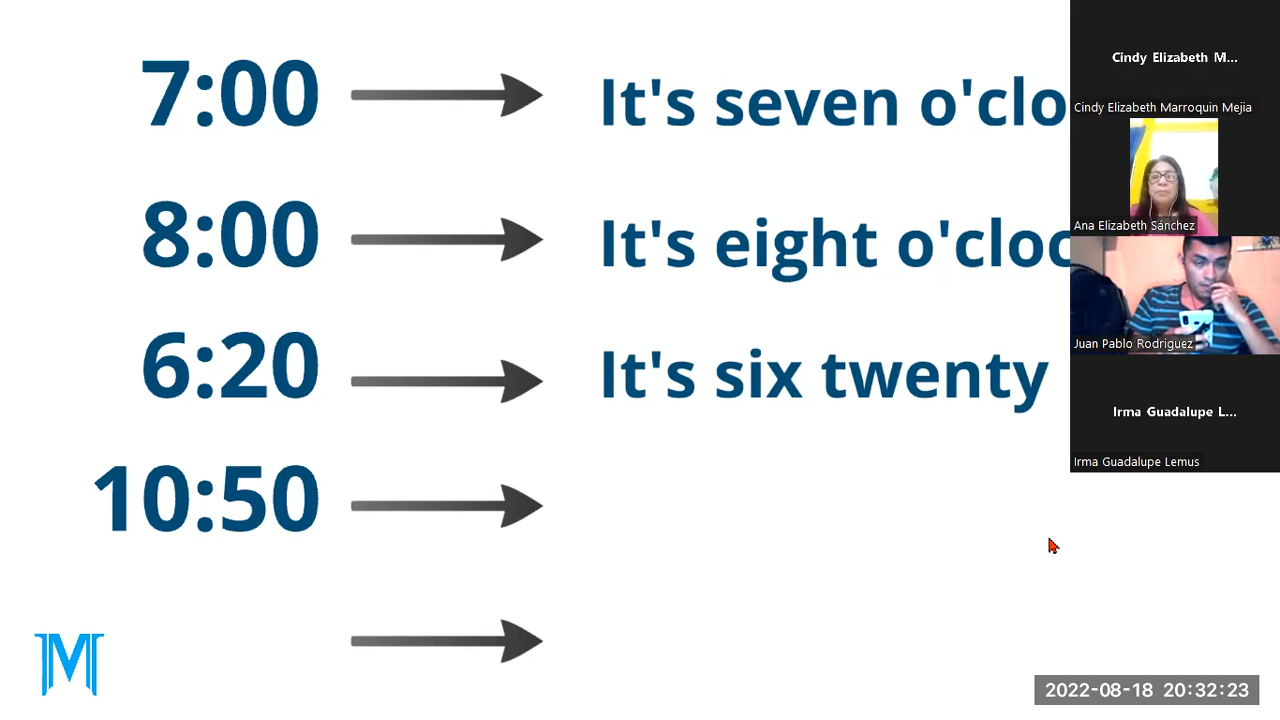 7:00 It's seven o'clo
8:00 It's eight o'cloc
6:20 It's six twenty
10:50
Cindy Elizabeth M...
Cindy Elizabeth Marroquin Mejia
Ana Elizabeth Sánchez
Juan Pablo Rodriguez
Irma Guadalupe L...
Irma Guadalupe Lemus
M
2022-08-18 20:32:23